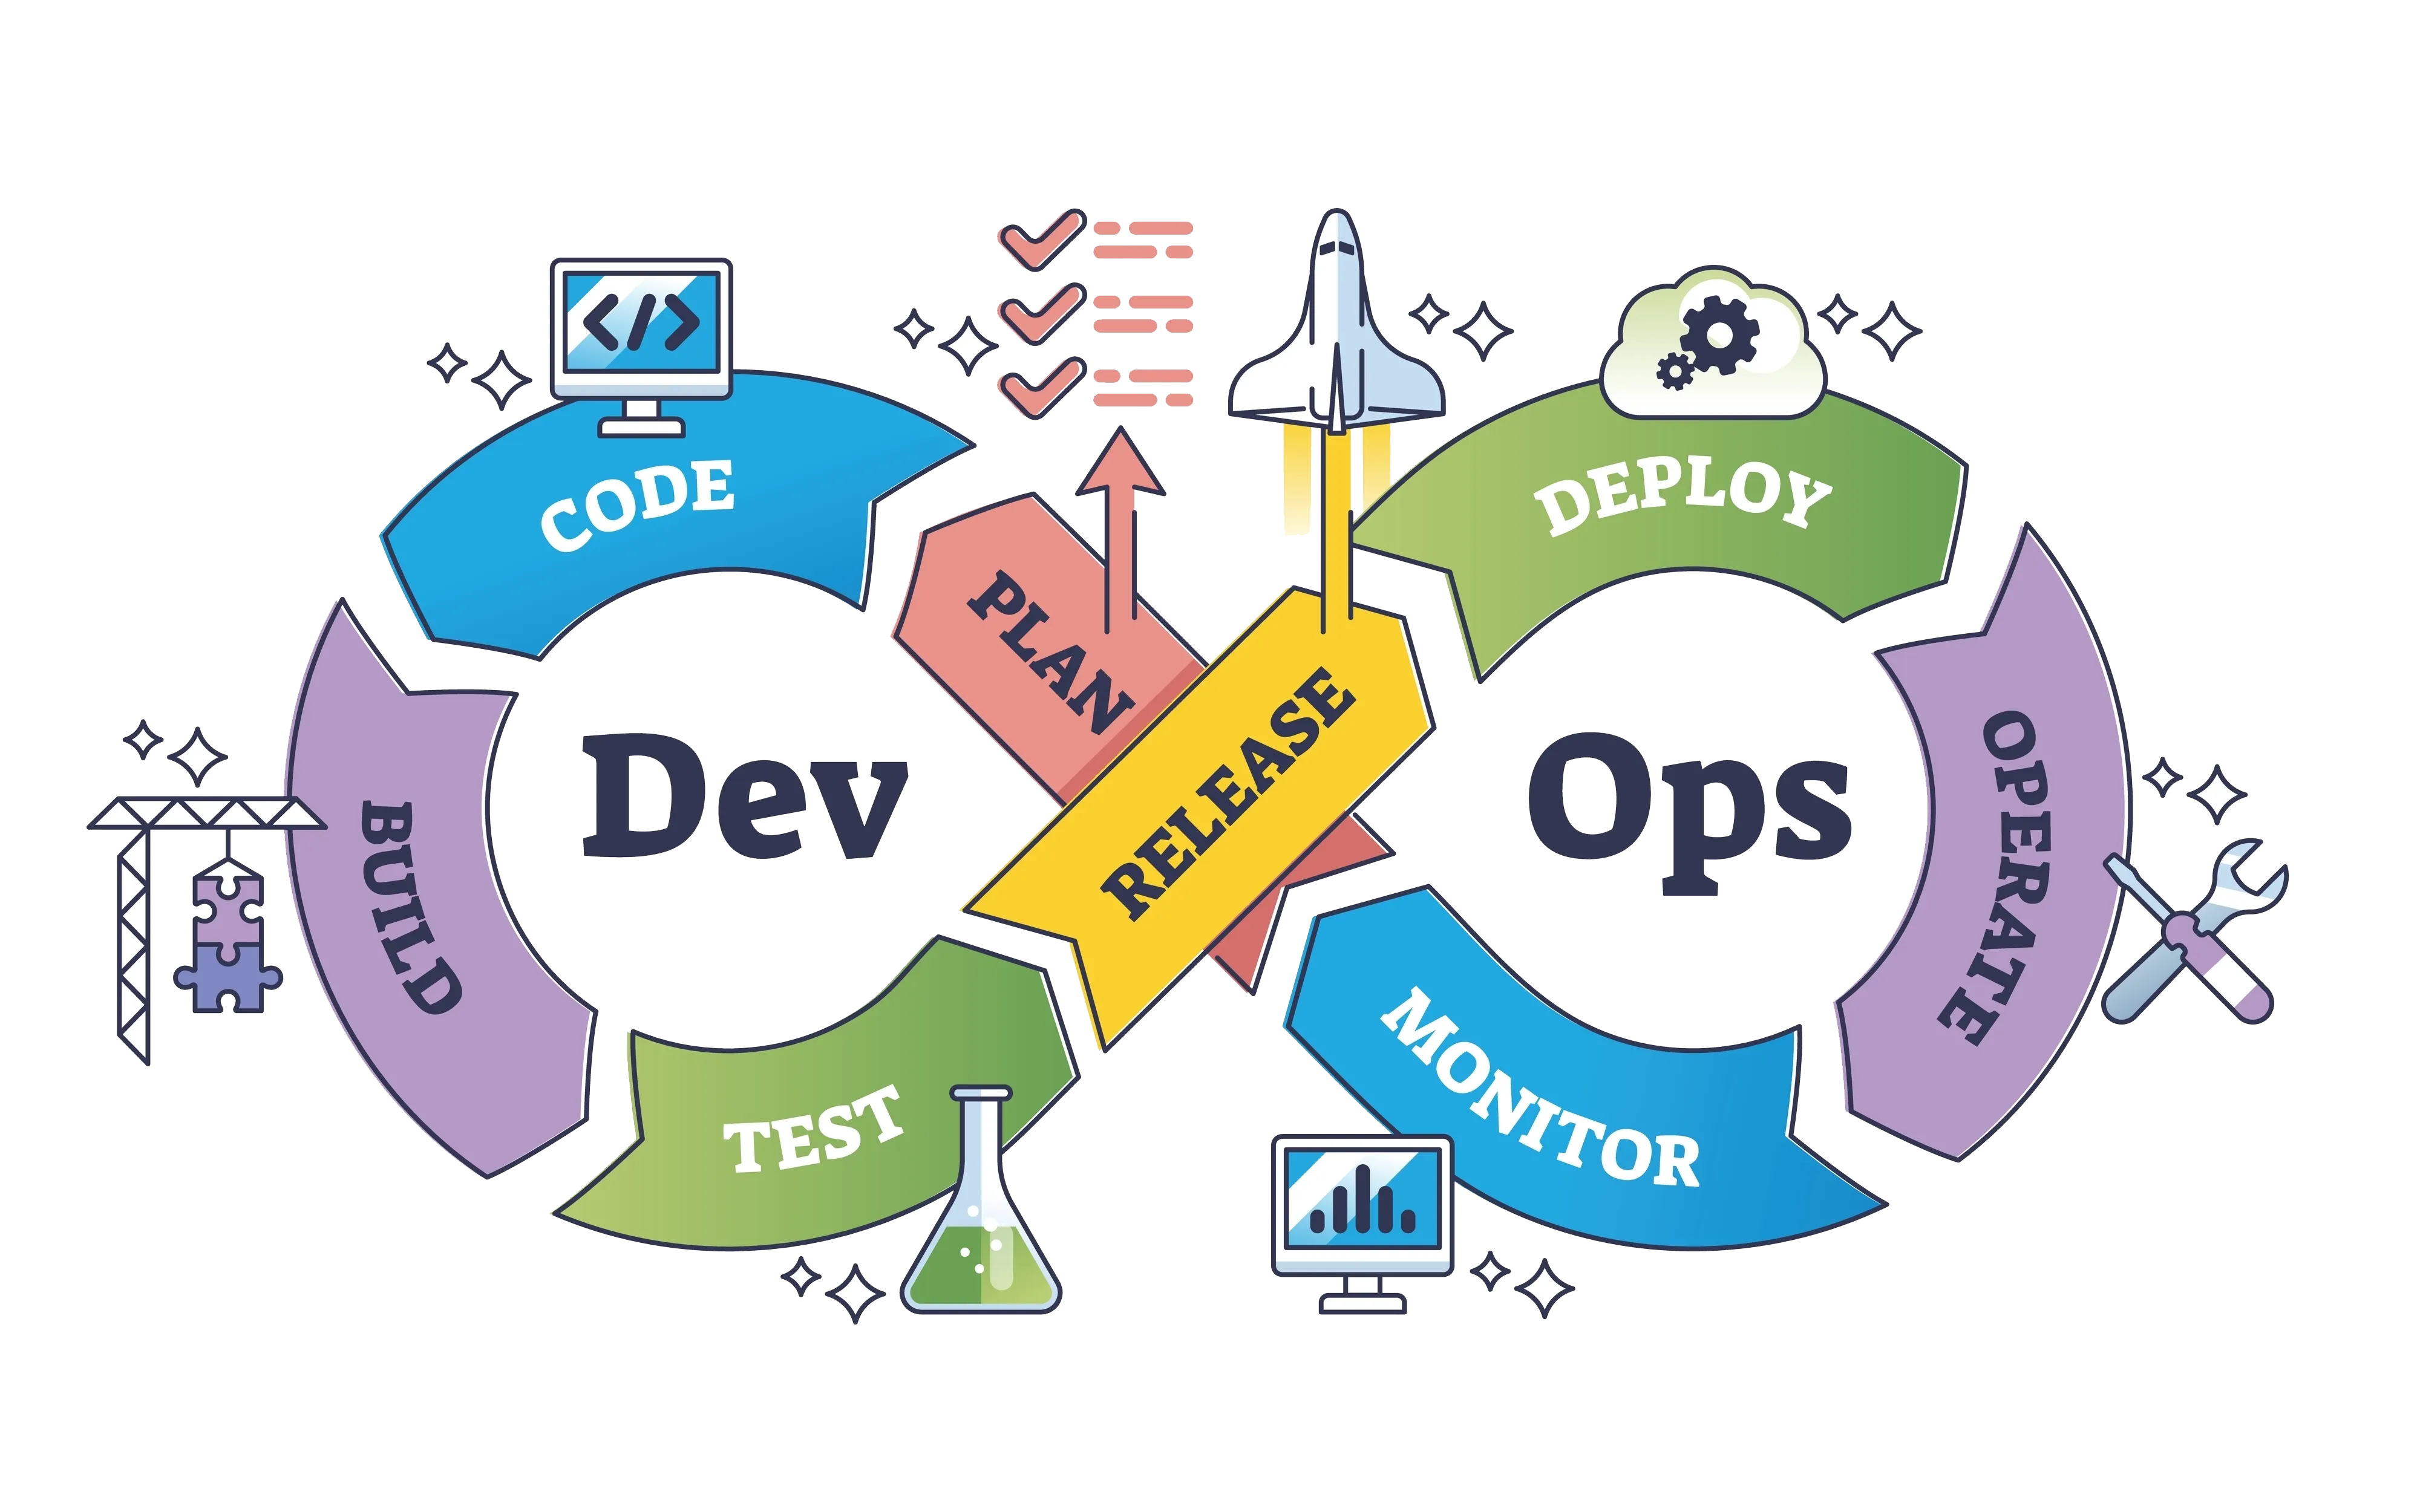 CODE
PLAN
DEPLOY
BUILD
Dev
RELEASE
Ops
OPERATE
TEST
MONITOR